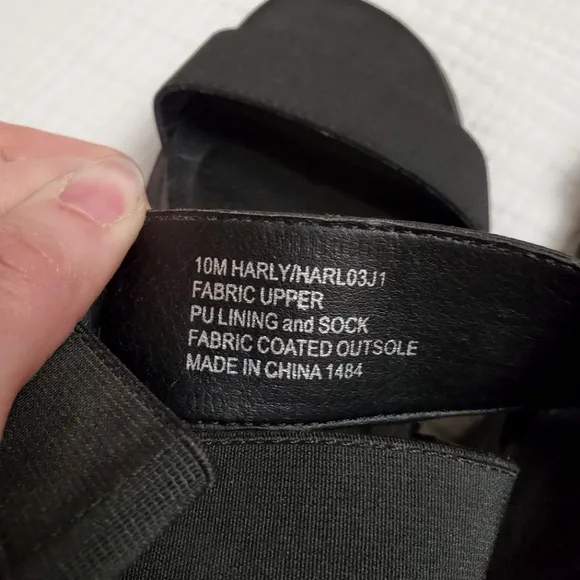 10M HARLY/HARL03J1
FABRIC UPPER
PU LINING and SOCK
FABRIC COATED OUTSOLE
MADE IN CHINA 1484